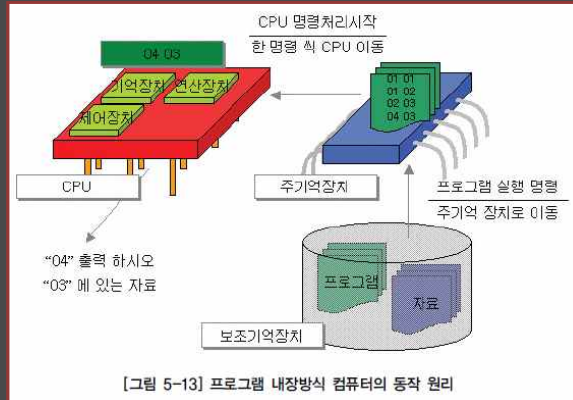 CPU 명령처리시작
한 명령 씩 CPU 이동
04 03
기억장치
연산장치
제어장치
CPU
01 01
01 02
02 03
04 03
주기억장치
프로그램 실행 명령
주기억 장치로 이동
"04" 출력 하시오
"03" 에 있는 자료
프로그램
자료
보조기억장치
[그림 5-13] 프로그램 내장방식 컴퓨터의 동작 원리